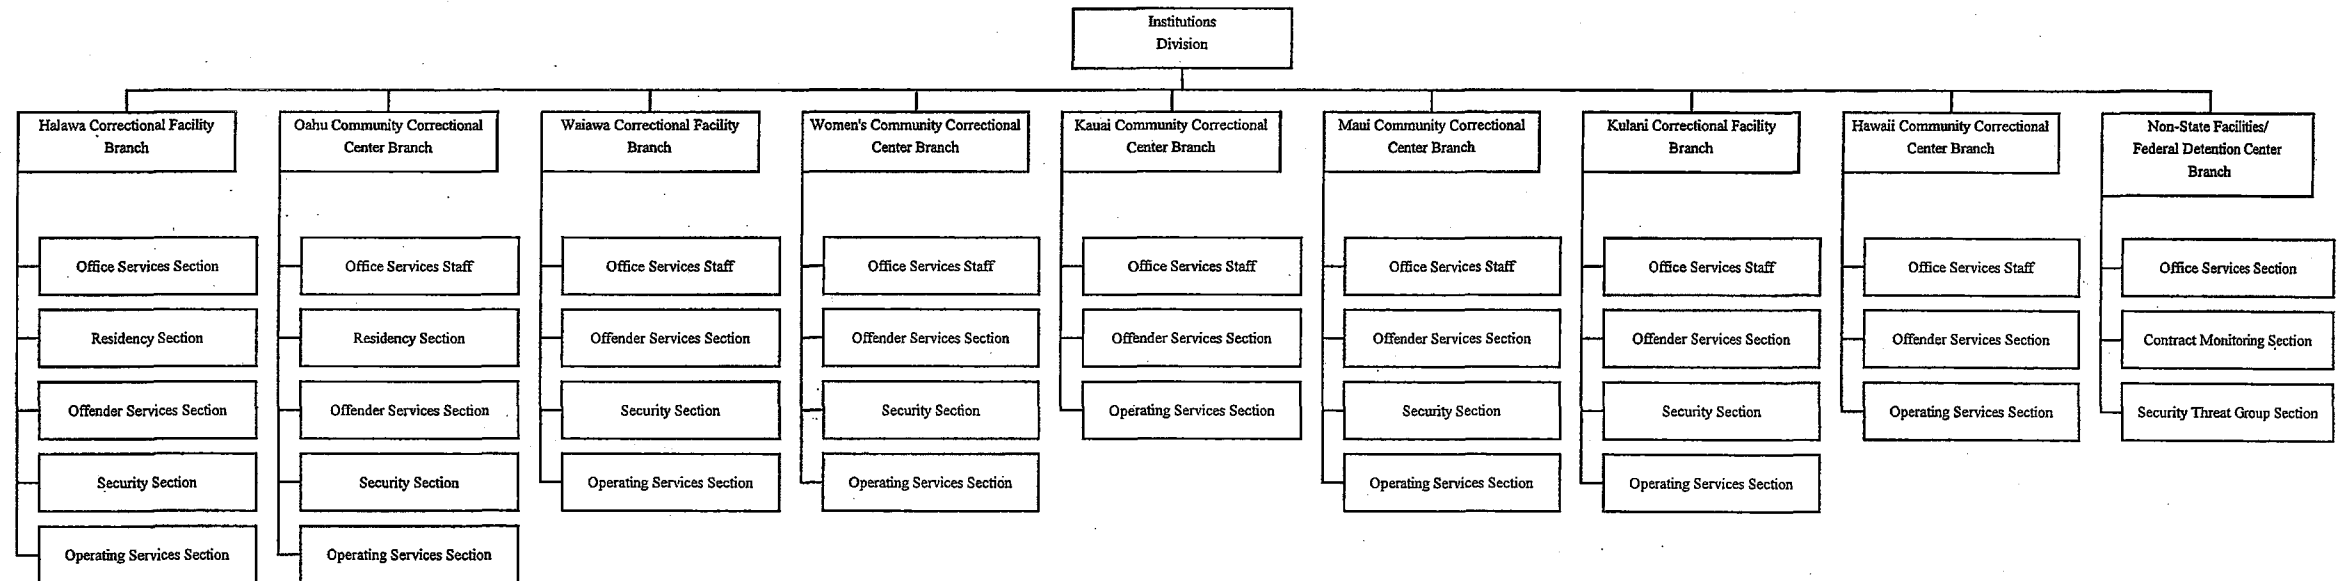 Institutions
Division
Halawa Correctional Facility
Branch
Oahu Community Correctional
Center Branch
Waiawa Correctional Facility
Branch
Women's Community Correctional
Center Branch
Kauai Community Correctional
Center Branch
Maui Community Correctional
Center Branch
Kulani Correctional Facility
Branch
Hawaii Community Correctional
Center Branch
Non-State Facilities/
Federal Detention Center
Branch
Office Services Section
Residency Section
Offender Services Section
Security Section
Operating Services Section
Office Services Staff
Residency Section
Offender Services Section
Security Section
Operating Services Section
Office Services Staff
Offender Services Section
Security Section
Operating Services Section
Office Services Staff
Offender Services Section
Security Section
Operating Services Section
Office Services Staff
Offender Services Section
Operating Services Section
Office Services Staff
Offender Services Section
Security Section
Operating Services Section
Office Services Staff
Offender Services Section
Security Section
Operating Services Section
Office Services Staff
Offender Services Section
Operating Services Section
Office Services Section
Contract Monitoring Section
Security Threat Group Section